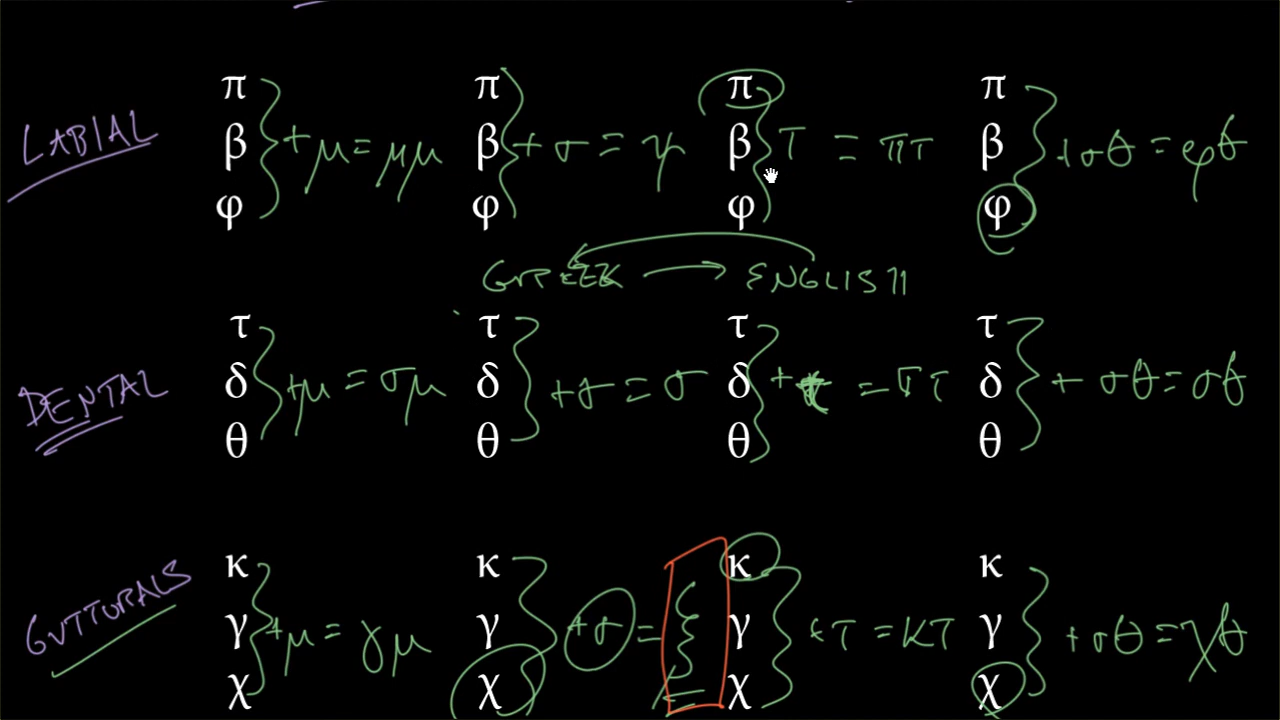 π π π π
LABIAL β + μ = μμ β + σ = ψ β τ = πτ β + σθ = φθ
φ φ φ φ
GREEK → ENGLISH
τ τ τ τ
DENTAL δ + μ = σμ δ + σ = σ δ + τ = στ δ + σθ = σθ
θ θ θ θ
κ κ κ κ
GUTTURALS γ + μ = γμ γ + σ = ξ γ + τ = κτ γ + σθ = χθ
χ χ χ χ